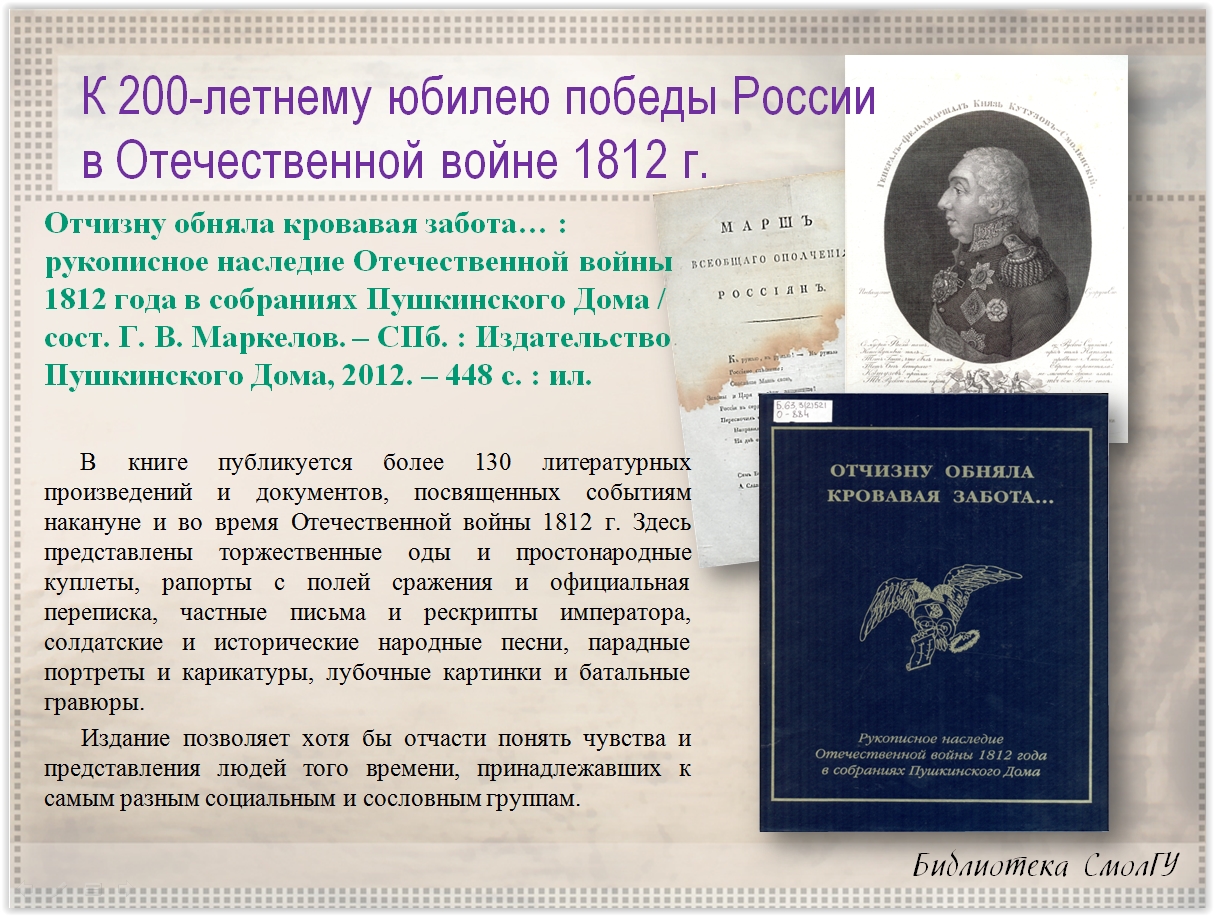 К 200-летнему юбилею победы России
в Отечественной войне 1812 г.
Отчизну обняла кровавая забота… :
рукописное наследие Отечественной войны
1812 года в собраниях Пушкинского Дома /
сост. Г. В. Маркелов. – СПб. : Издательство
Пушкинского Дома, 2012. – 448 с. : ил.
В книге публикуется более 130 литературных
произведений и документов, посвященных событиям
накануне и во время Отечественной войны 1812 г. Здесь
представлены торжественные оды и простонародные
куплеты, рапорты с полей сражения и официальная
переписка, частные письма и рескрипты императора,
солдатские и исторические народные песни, парадные
портреты и карикатуры, лубочные картинки и батальные
гравюры.
Издание позволяет хотя бы отчасти понять чувства и
представления людей того времени, принадлежавших к
самым разным социальным и сословным группам.
МАРШЪ
ВСЕОБЩАГО ОПОЛЧЕНІЯ
РОССІЯНЪ.
Генералъ-Фельдмаршалъ Князь Кутузовъ-Смоленскій.
Б.63.3(2)521
О-884
ОТЧИЗНУ ОБНЯЛА
КРОВАВАЯ ЗАБОТА...
Рукописное наследие
Отечественной войны 1812 года
в собраниях Пушкинского Дома
Библиотека СмолГУ